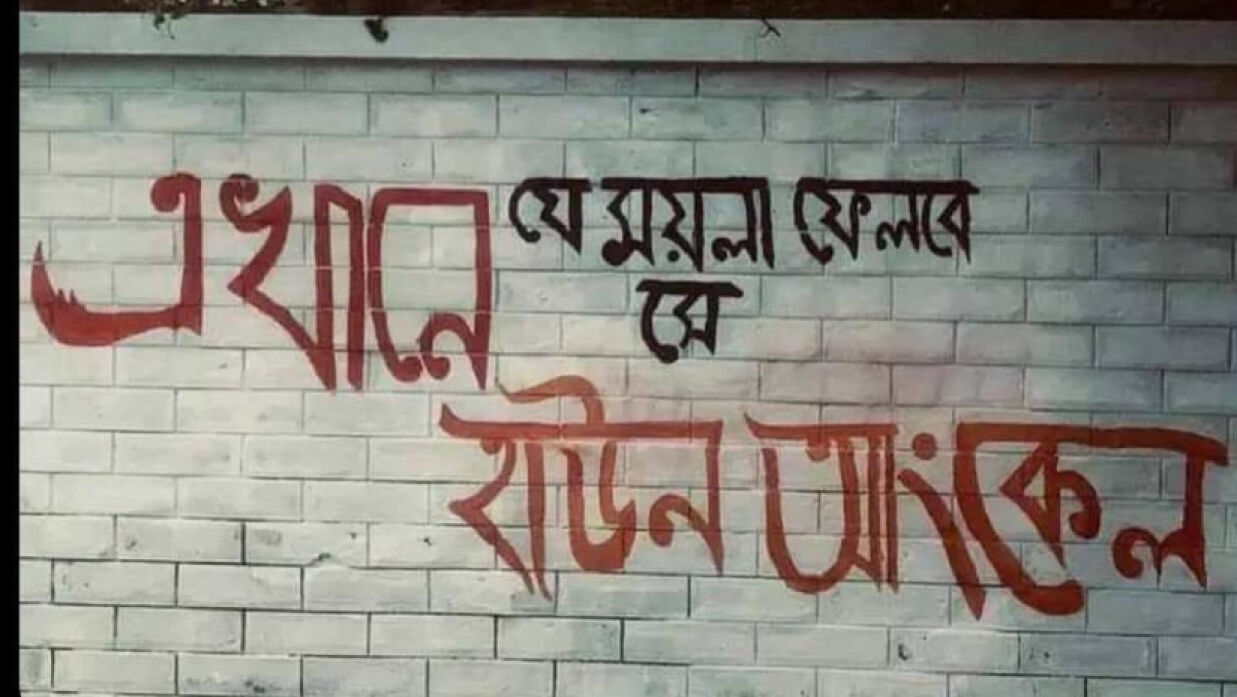 এখানে যে ময়লা ফেলবে
সে
হাউন আংকেল